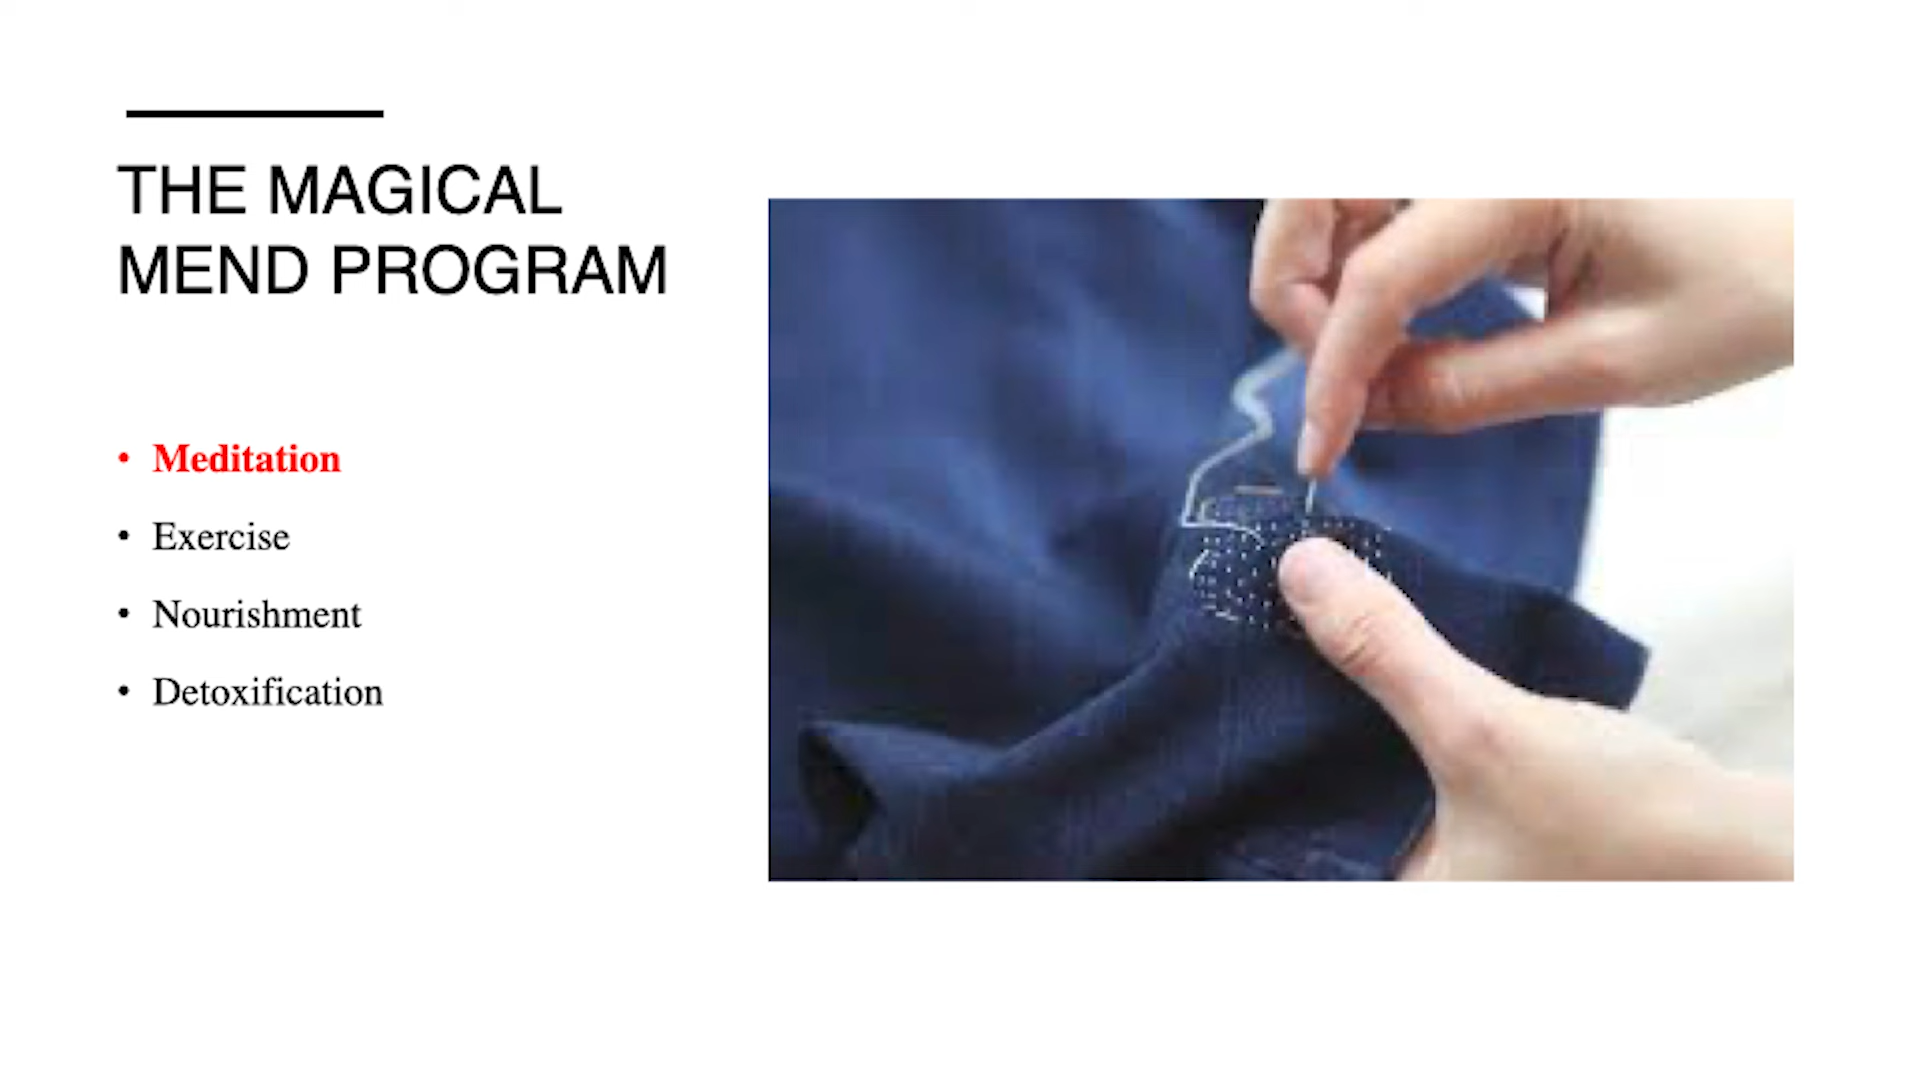 THE MAGICAL
MEND PROGRAM
• Meditation
• Exercise
• Nourishment
• Detoxification